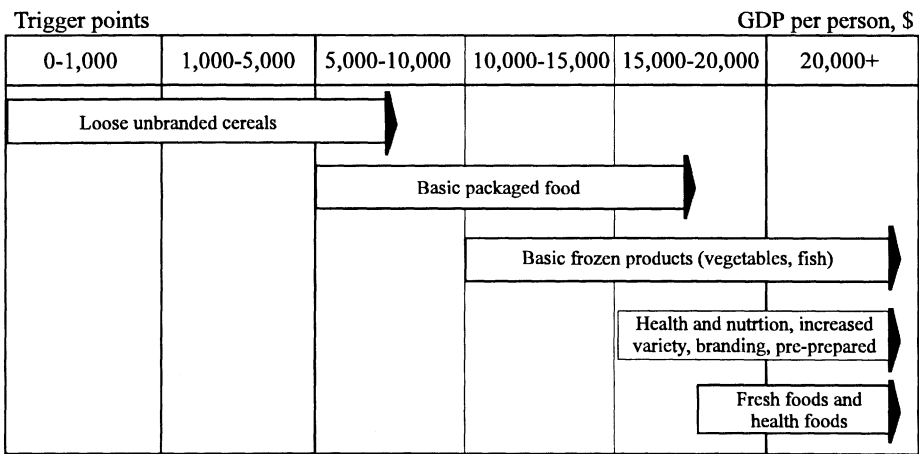 Trigger points GDP per person, $
0-1,000 1,000-5,000 5,000-10,000 10,000-15,000 15,000-20,000 20,000+
Loose unbranded cereals
Basic packaged food
Basic frozen products (vegetables, fish)
Health and nutrtion, increased
variety, branding, pre-prepared
Fresh foods and
health foods